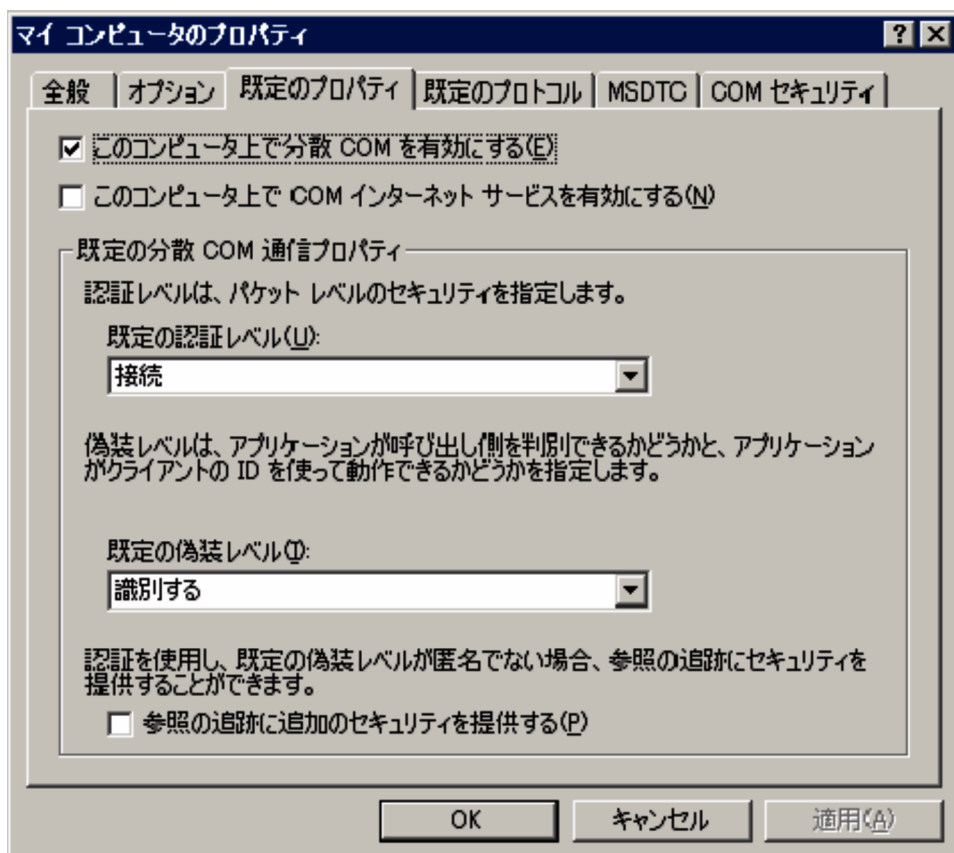 マイ コンピュータのプロパティ
全般 オプション 既定のプロパティ 既定のプロトコル MSDTC COM セキュリティ
このコンピュータ上で分散 COM を有効にする(E)
このコンピュータ上で COM インターネット サービスを有効にする(N)
既定の分散 COM 通信プロパティ
認証レベルは、パケット レベルのセキュリティを指定します。
既定の認証レベル(U):
接続
偽装レベルは、アプリケーションが呼び出し側を判別できるかどうかと、アプリケーション
がクライアントの ID を使って動作できるかどうかを指定します。
既定の偽装レベル(I):
識別する
認証を使用し、既定の偽装レベルが匿名でない場合、参照の追跡にセキュリティを
提供することができます。
参照の追跡に追加のセキュリティを提供する(P)
OK キャンセル 適用(A)